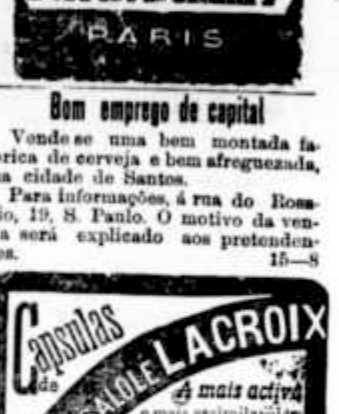 PARIS
Bom emprego de capital
Vende se uma bem montada fa-
brica de cerveja e bem afreguezada,
na cidade de Santos.
Para informações, á rua do Rosa-
rio, 19, S. Paulo. O motivo da ven-
da será explicado aos pretenden-
tes. 15—8
Capsulas
de
LACROIX
A mais activa
e mais